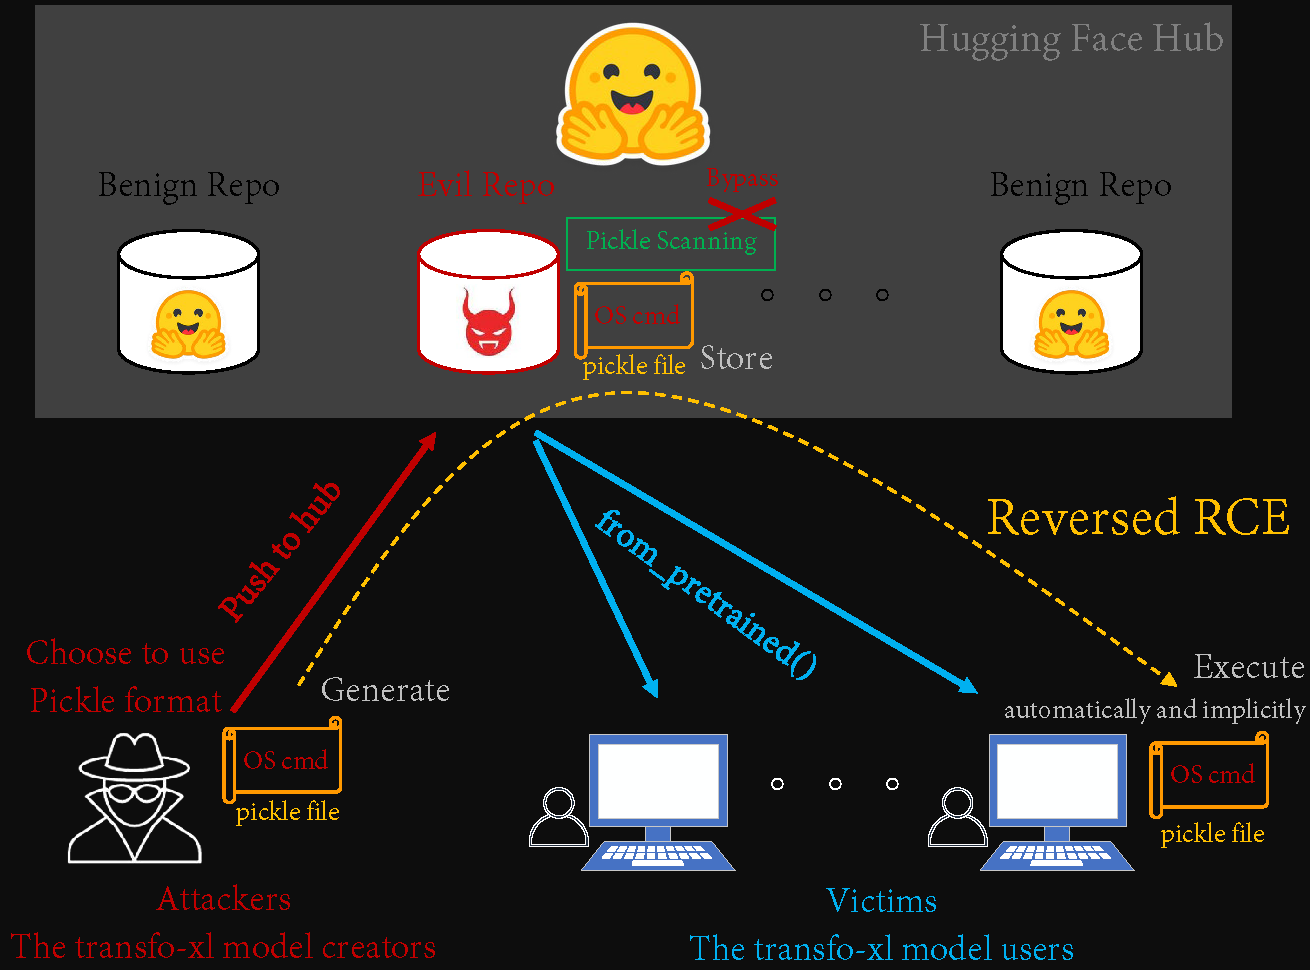 Hugging Face Hub
Benign Repo
Evil Repo
Bypass
Benign Repo
Pickle Scanning
OS cmd
pickle file
Store
Push to hub
from_pretrained()
Reversed RCE
Choose to use
Pickle format
Generate
Execute
automatically and implicitly
OS cmd
pickle file
OS cmd
pickle file
Attackers
The transfo-xl model creators
Victims
The transfo-xl model users